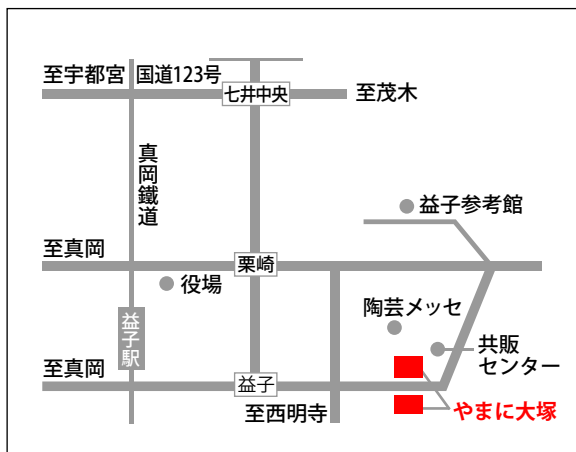 至宇都宮
国道123号
七井中央
至茂木
真岡鐵道
益子参考館
至真岡
栗崎
役場
陶芸メッセ
益子駅
共販
センター
至真岡
益子
至西明寺
やまに大塚